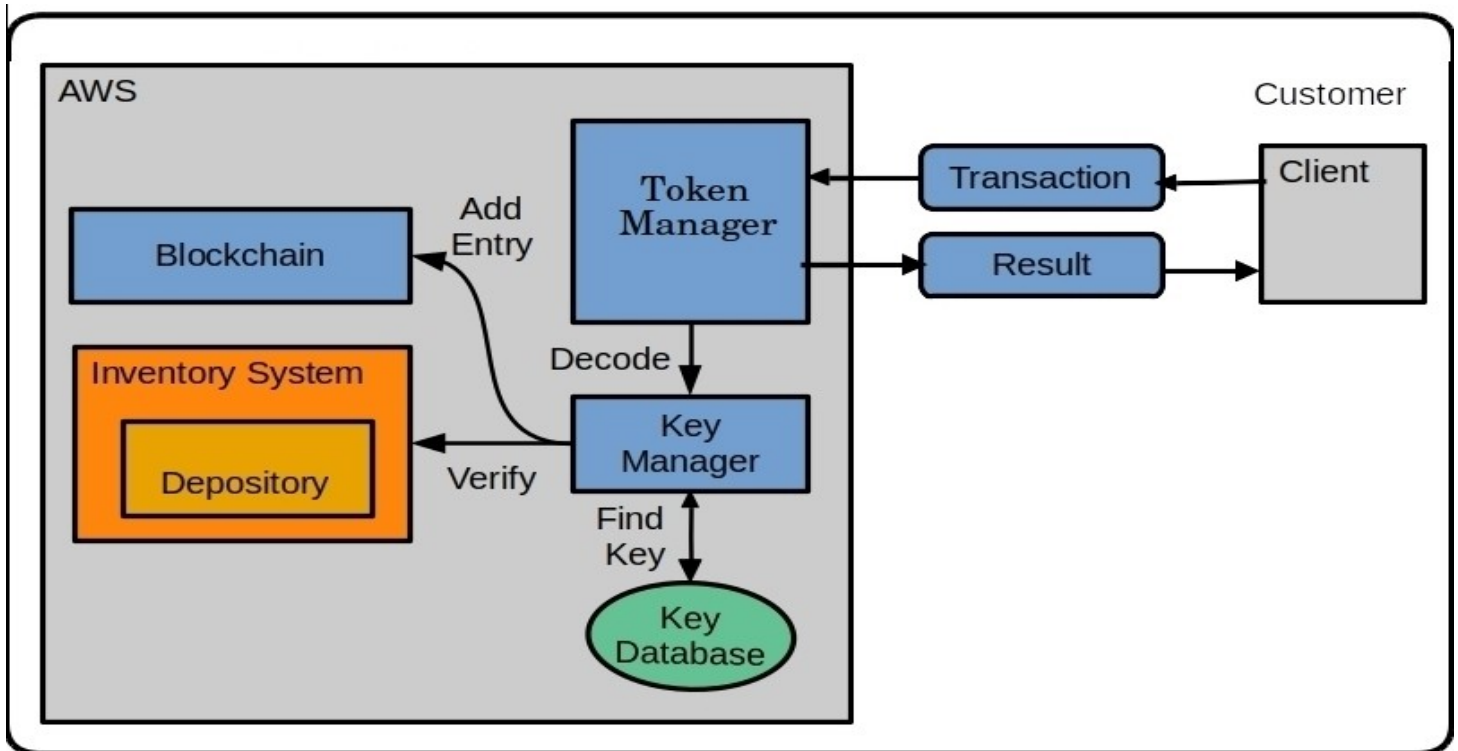 AWS
Customer
Token
Manager
Transaction
Client
Add
Entry
Blockchain
Result
Decode
Inventory System
Depository
Key
Manager
Verify
Find
Key
Key
Database